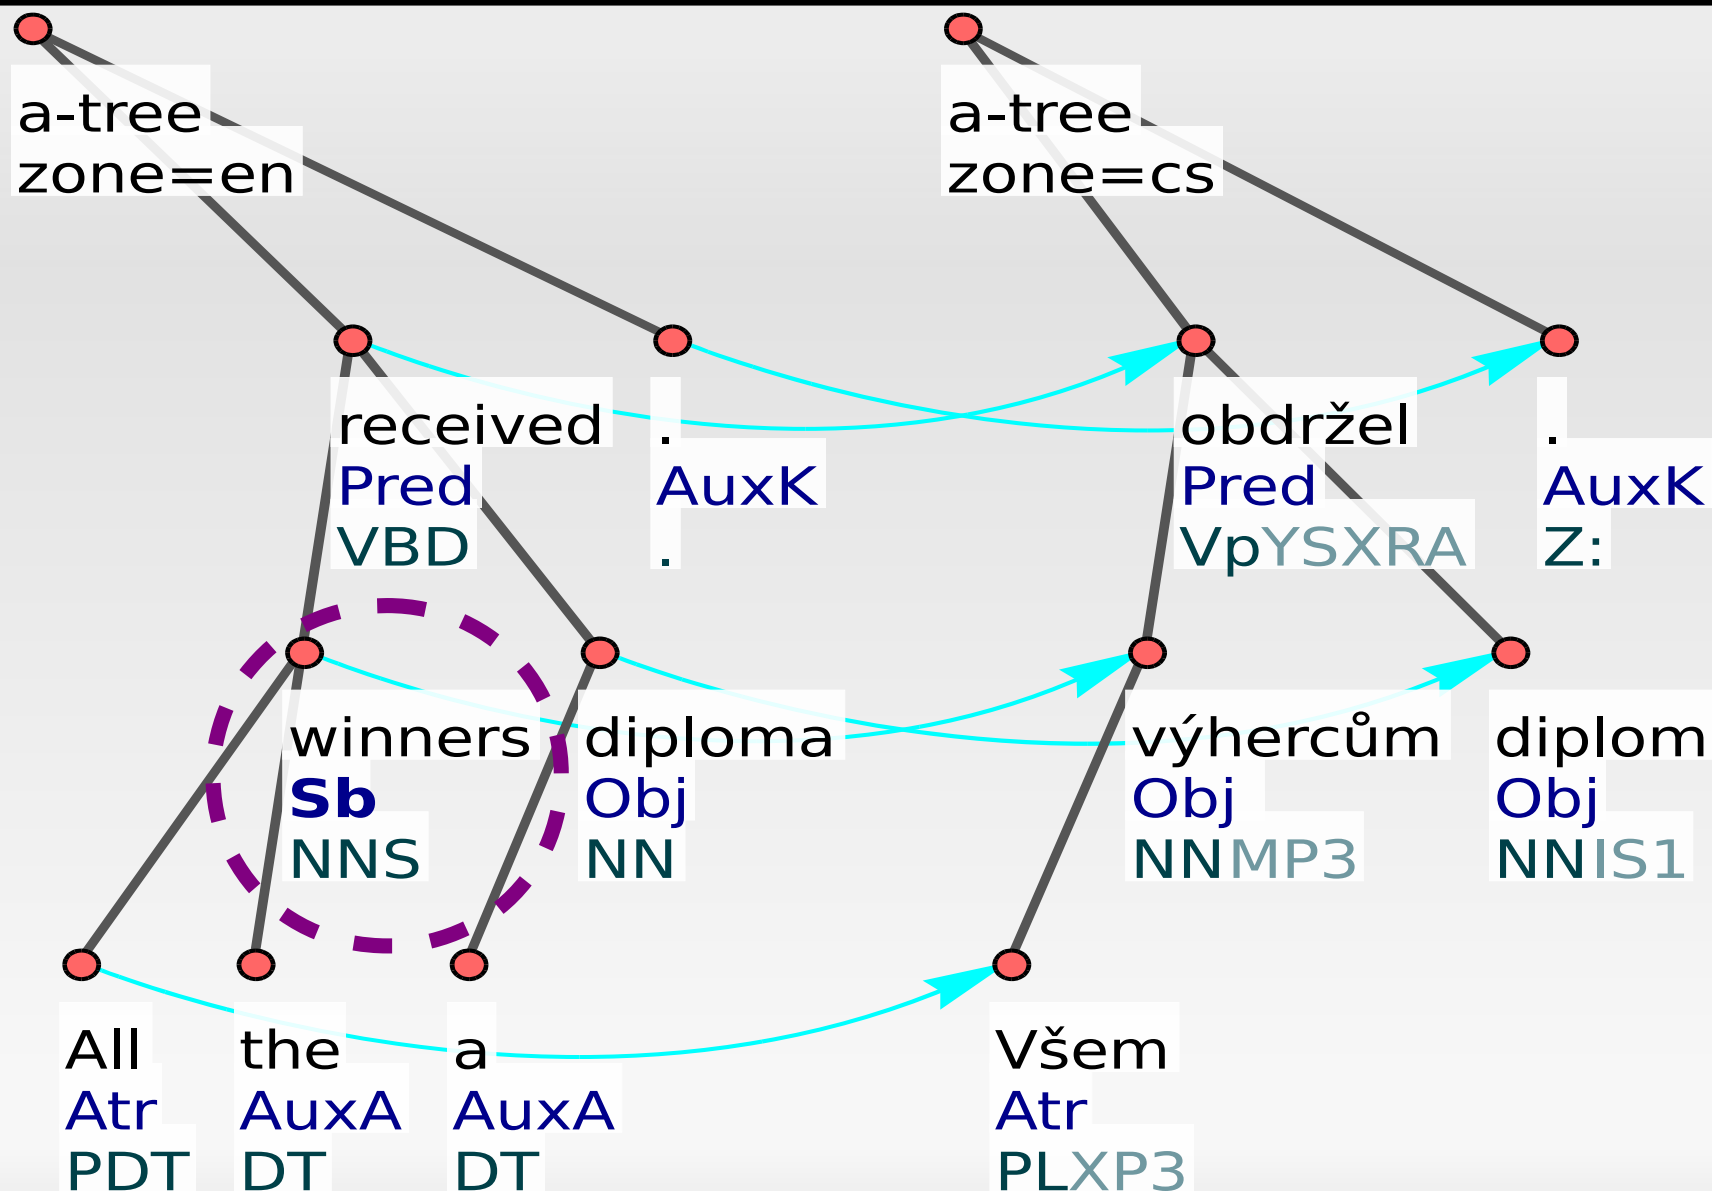 a-tree
zone=en
a-tree
zone=cs
received
Pred
VBD
.
AuxK
.
obdržel
Pred
VpYSXRA
.
AuxK
Z:
winners
Sb
NNS
diploma
Obj
NN
výhercům
Obj
NNMP3
diplom
Obj
NNIS1
All
Atr
PDT
the
AuxA
DT
a
AuxA
DT
Všem
Atr
PLXP3